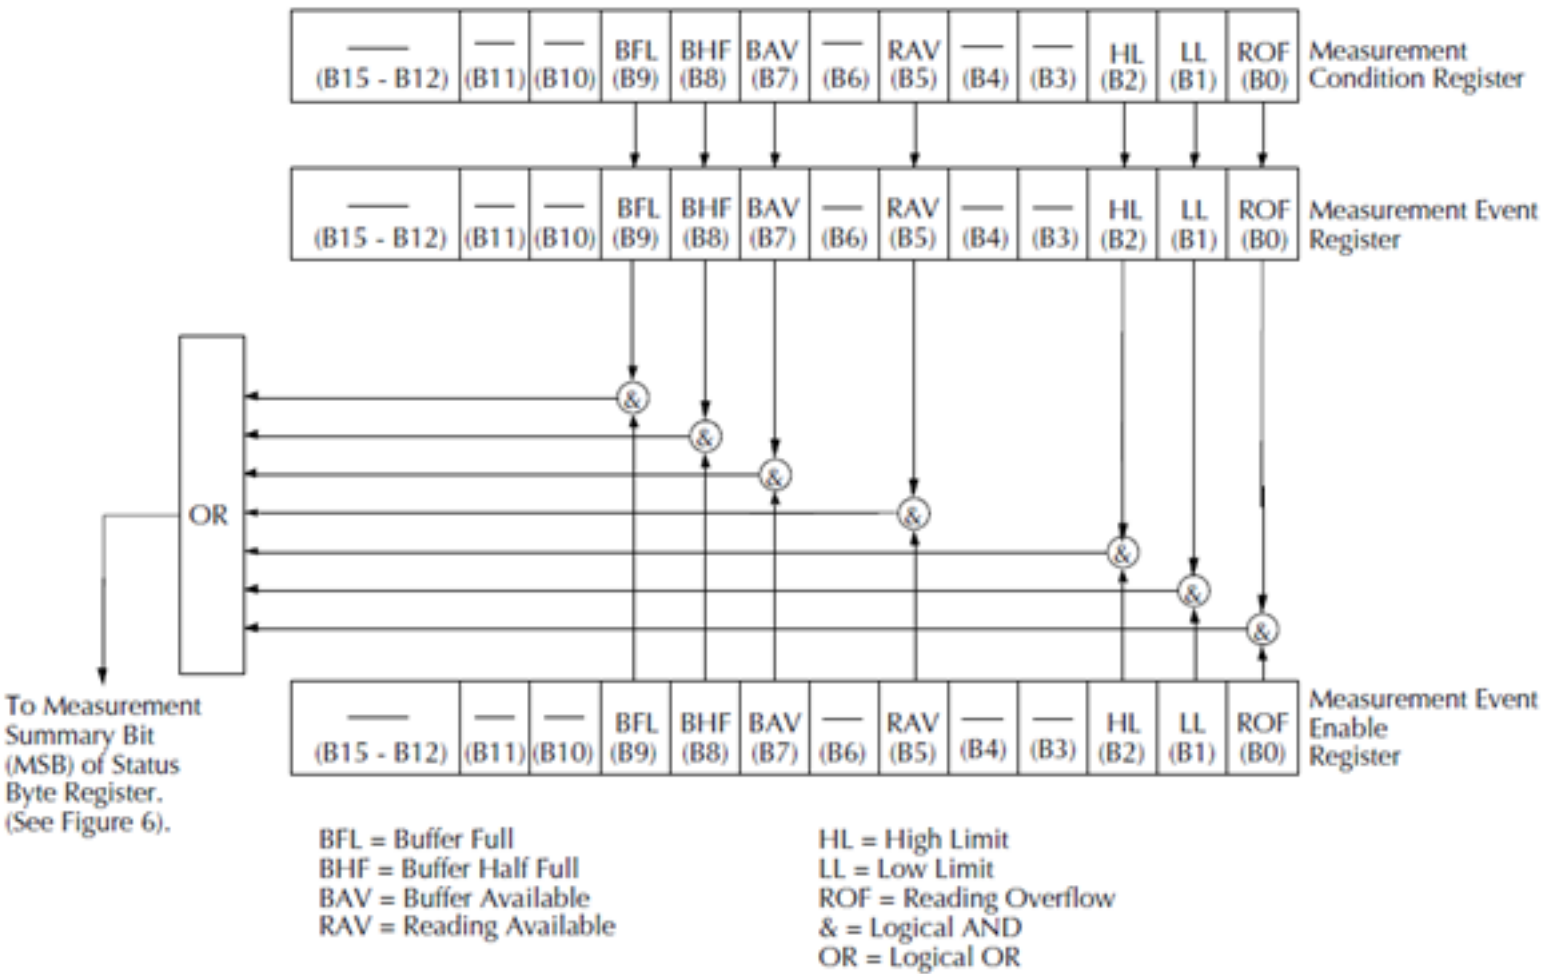 BFL BHF BAV RAV HL LL ROF
(B15 - B12) (B11) (B10) (B9) (B8) (B7) (B6) (B5) (B4) (B3) (B2) (B1) (B0)
Measurement
Condition Register
BFL BHF BAV RAV HL LL ROF
(B15 - B12) (B11) (B10) (B9) (B8) (B7) (B6) (B5) (B4) (B3) (B2) (B1) (B0)
Measurement Event
Register
&
&
&
&
&
&
&
OR
To Measurement
Summary Bit
(MSB) of Status
Byte Register.
(See Figure 6).
BFL BHF BAV RAV HL LL ROF
(B15 - B12) (B11) (B10) (B9) (B8) (B7) (B6) (B5) (B4) (B3) (B2) (B1) (B0)
Measurement Event
Enable
Register
BFL = Buffer Full
BHF = Buffer Half Full
BAV = Buffer Available
RAV = Reading Available
HL = High Limit
LL = Low Limit
ROF = Reading Overflow
& = Logical AND
OR = Logical OR